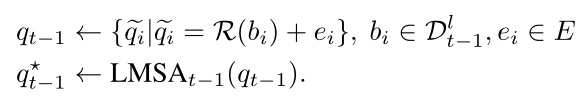 q_{t−1} ← {q̃_i|q̃_i = ℛ(b_i) + e_i}, b_i ∈ 𝒟^l_{t−1}, e_i ∈ E
q^⋆_{t−1} ← LMSA_{t−1}(q_{t−1}).